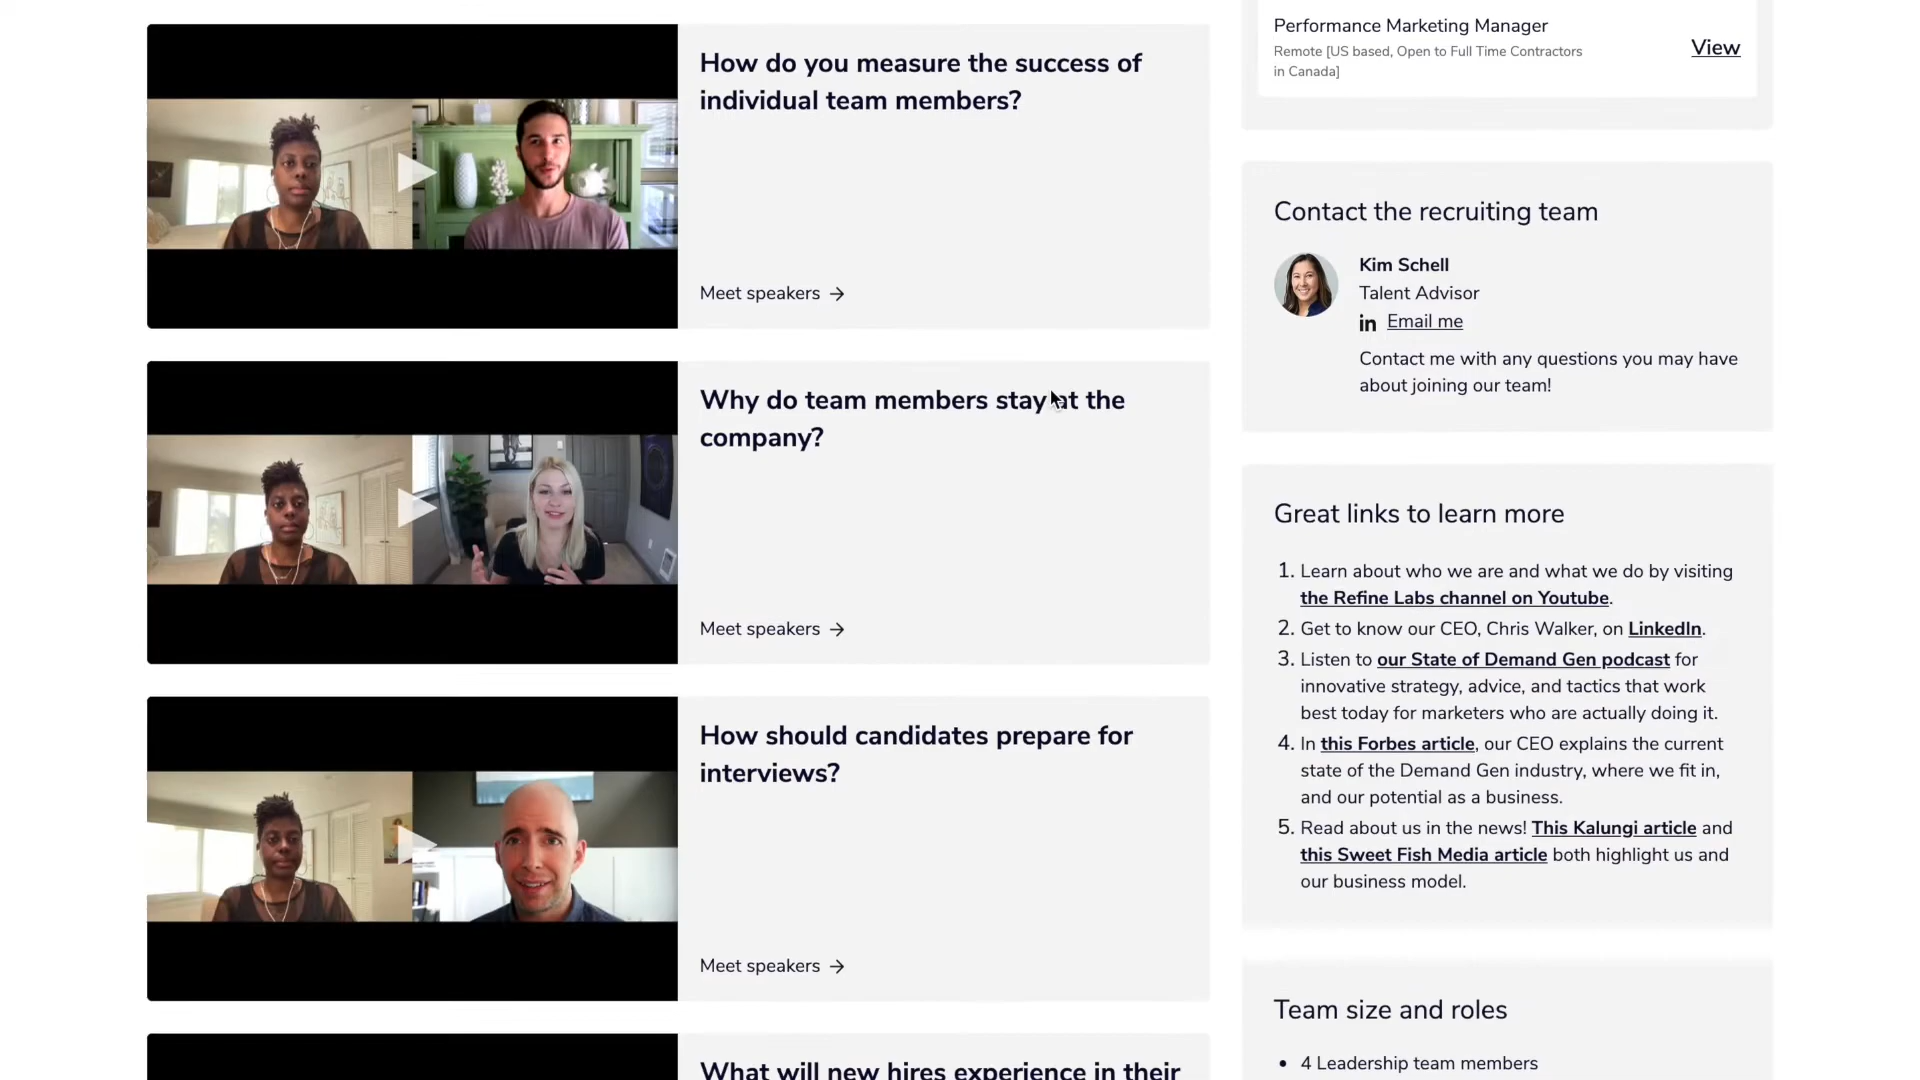 How do you measure the success of
individual team members?
Meet speakers →
Why do team members stay at the
company?
Meet speakers →
How should candidates prepare for
interviews?
Meet speakers →
What will new hires experience in their
Performance Marketing Manager
Remote [US based, Open to Full Time Contractors
in Canada]
View
Contact the recruiting team
Kim Schell
Talent Advisor
in Email me
Contact me with any questions you may have
about joining our team!
Great links to learn more
1. Learn about who we are and what we do by visiting
the Refine Labs channel on Youtube.
2. Get to know our CEO, Chris Walker, on LinkedIn.
3. Listen to our State of Demand Gen podcast for
innovative strategy, advice, and tactics that work
best today for marketers who are actually doing it.
4. In this Forbes article, our CEO explains the current
state of the Demand Gen industry, where we fit in,
and our potential as a business.
5. Read about us in the news! This Kalungi article and
this Sweet Fish Media article both highlight us and
our business model.
Team size and roles
• 4 Leadership team members